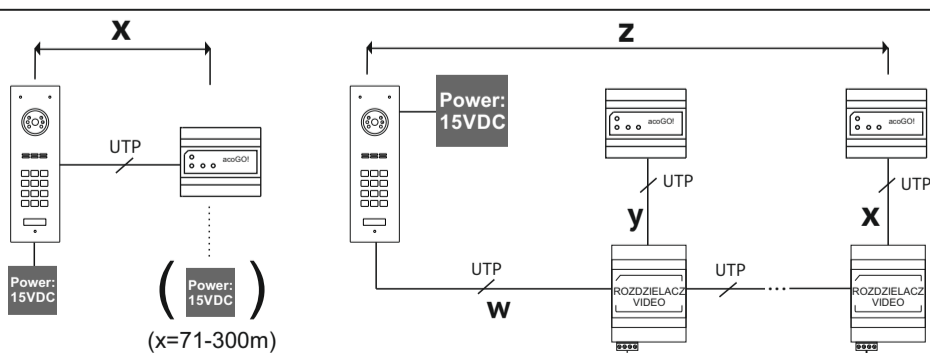 x
UTP
acoGO!
Power:
15VDC
(
Power:
15VDC
)
(x=71-300m)
z
Power:
15VDC
acoGO!
acoGO!
UTP
UTP
y
x
UTP
w
ROZDZIELACZ
VIDEO
UTP
...
ROZDZIELACZ
VIDEO